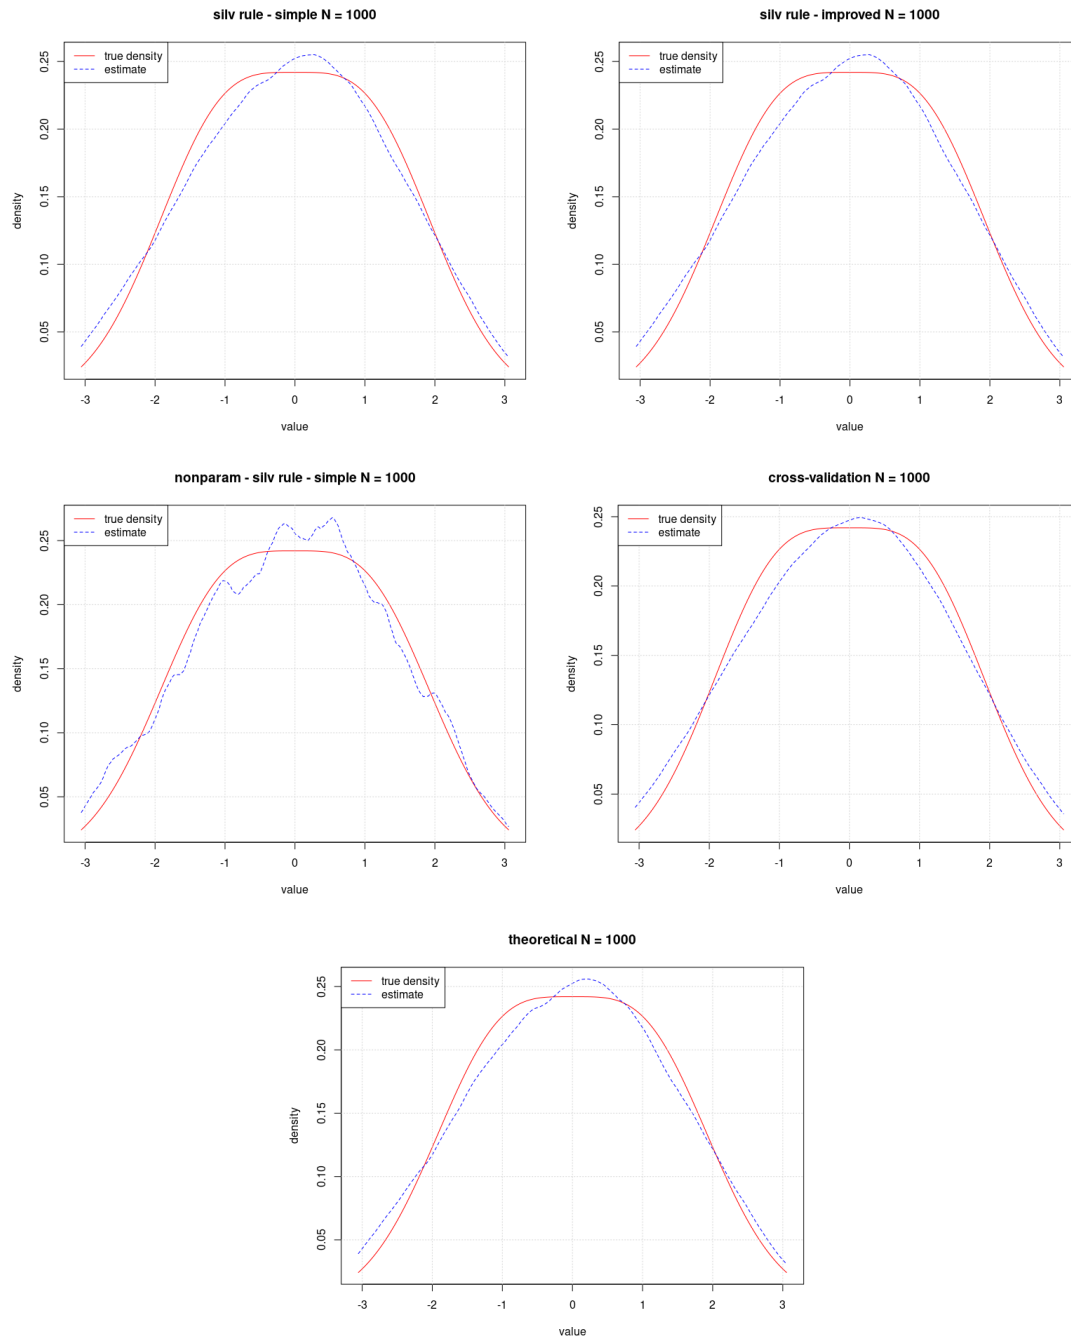 silv rule - simple N = 1000
true density
estimate
density
0.25
0.20
0.15
0.10
0.05
-3 -2 -1 0 1 2 3
value
silv rule - improved N = 1000
true density
estimate
density
0.25
0.20
0.15
0.10
0.05
-3 -2 -1 0 1 2 3
value
nonparam - silv rule - simple N = 1000
true density
estimate
density
0.25
0.20
0.15
0.10
0.05
-3 -2 -1 0 1 2 3
value
cross-validation N = 1000
true density
estimate
density
0.25
0.20
0.15
0.10
0.05
-3 -2 -1 0 1 2 3
value
theoretical N = 1000
true density
estimate
density
0.25
0.20
0.15
0.10
0.05
-3 -2 -1 0 1 2 3
value